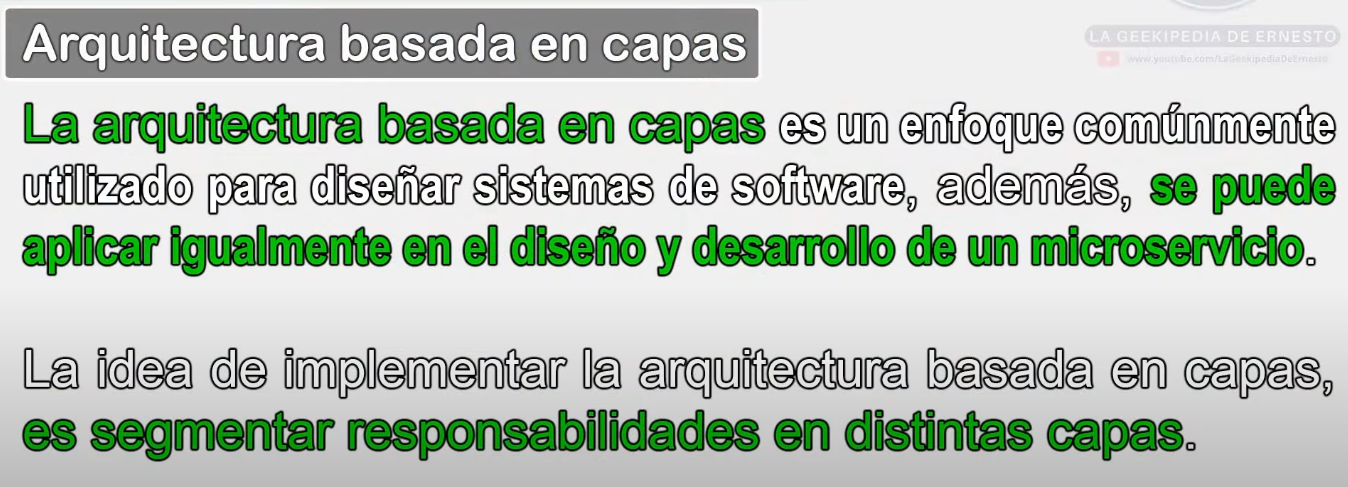 Arquitectura basada en capas
LA GEEKIPEDIA DE ERNESTO
www.youtube.com/LaGeekipediaDeErnesto
La arquitectura basada en capas es un enfoque comúnmente
utilizado para diseñar sistemas de software, además, se puede
aplicar igualmente en el diseño y desarrollo de un microservicio.
La idea de implementar la arquitectura basada en capas,
es segmentar responsabilidades en distintas capas.